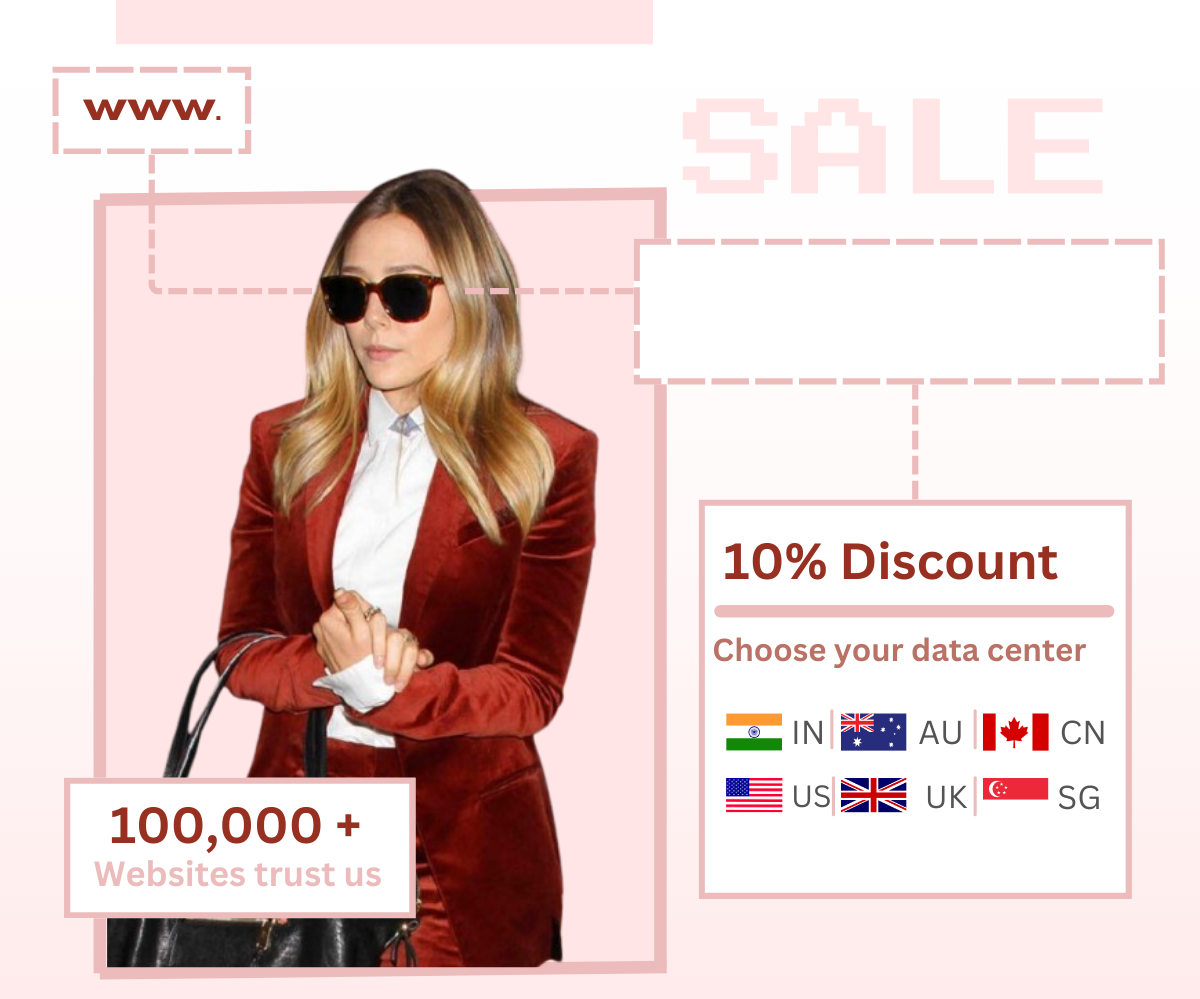 www.
SALE
10% Discount
Choose your data center
IN AU CN
US UK SG
100,000 +
Websites trust us